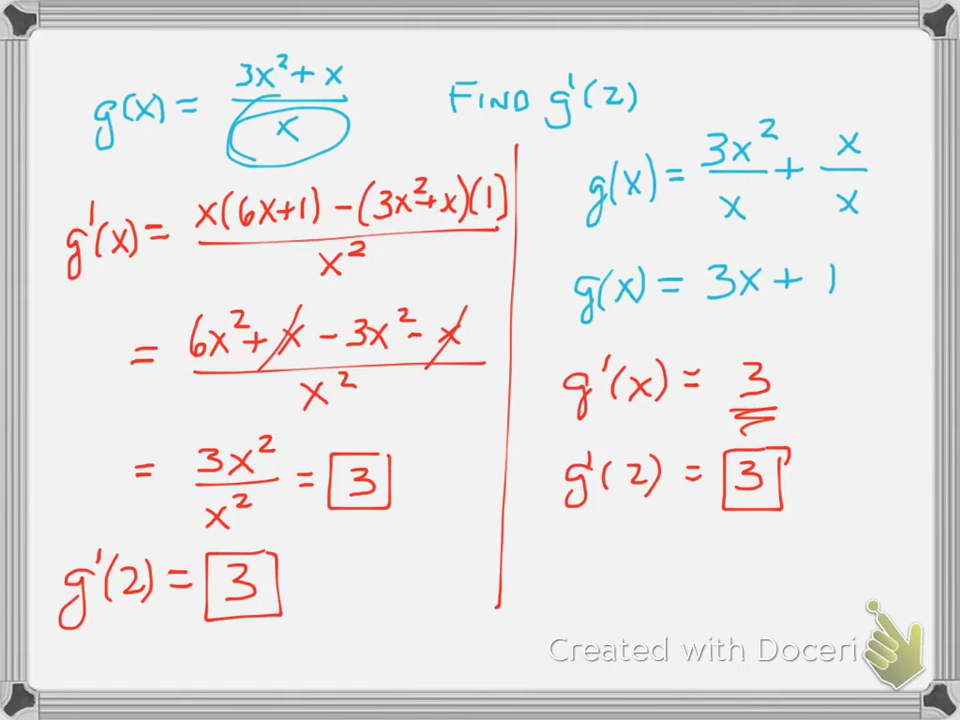 g(x) = (3x² + x)/x    FIND g'(2)
g'(x) = (x(6x+1) - (3x²+x)(1))/x²
= (6x² + x - 3x² - x)/x²
= 3x²/x² = 3
g'(2) = 3
g(x) = 3x²/x + x/x
g(x) = 3x + 1
g'(x) = 3
g'(2) = 3
Created with Doceri